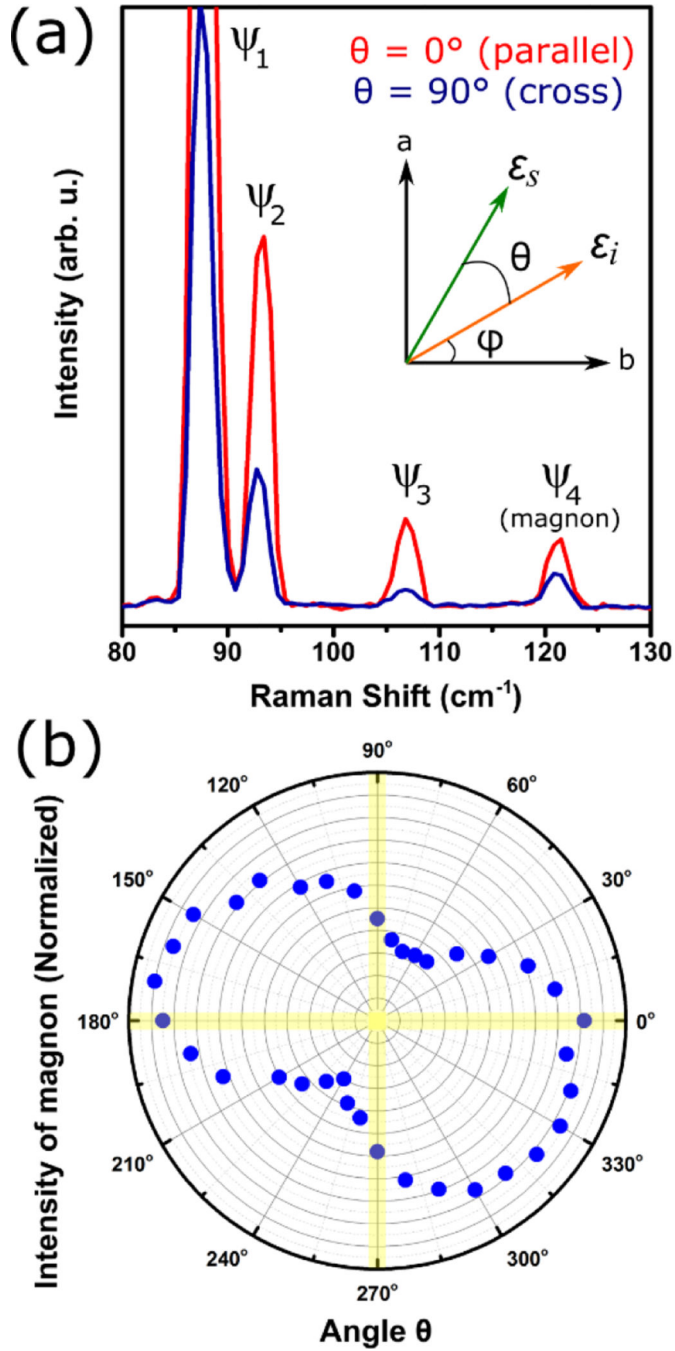 (a)
Ψ1
θ = 0° (parallel)
θ = 90° (cross)
Ψ2
a
εs
θ
εi
φ
b
Ψ3
Ψ4
(magnon)
Intensity (arb. u.)
80 90 100 110 120 130
Raman Shift (cm-1)
(b)
90°
120° 60°
150° 30°
180° 0°
210° 330°
240° 300°
270°
Intensity of magnon (Normalized)
Angle θ